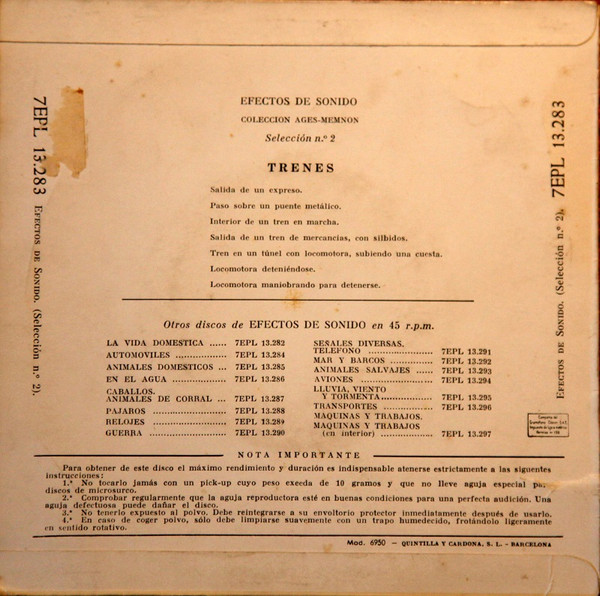 EFECTOS DE SONIDO
COLECCION AGES-MEMNON
Selección n.º 2
TRENES
Salida de un expreso.
Paso sobre un puente metálico.
Interior de un tren en marcha.
Salida de un tren de mercancías, con silbidos.
Tren en un túnel con locomotora, subiendo una cuesta.
Locomotora deteniéndose.
Locomotora maniobrando para detenerse.
7EPL 13.283 EFECTOS DE SONIDO. (Selección n.º 2).
EFECTOS DE SONIDO. (Selección n.º 2). 7EPL 13.283
Otros discos de EFECTOS DE SONIDO en 45 r.p.m.
LA VIDA DOMESTICA ...... 7EPL 13.282
AUTOMOVILES .................. 7EPL 13.284
ANIMALES DOMESTICOS ... 7EPL 13.285
EN EL AGUA .................. 7EPL 13.286
CABALLOS.
ANIMALES DE CORRAL ... 7EPL 13.287
PAJAROS .................. 7EPL 13.288
RELOJES .................. 7EPL 13.289
GUERRA .................. 7EPL 13.290
SEÑALES DIVERSAS.
TELEFONO .................. 7EPL 13.291
MAR Y BARCOS ............ 7EPL 13.292
ANIMALES SALVAJES ...... 7EPL 13.293
AVIONES .................. 7EPL 13.294
LLUVIA, VIENTO
Y TORMENTA............ 7EPL 13.295
TRANSPORTES ............ 7EPL 13.296
MAQUINAS Y TRABAJOS.
MAQUINAS Y TRABAJOS
(en interior) ............ 7EPL 13.297
NOTA IMPORTANTE
Para obtener de este disco el máximo rendimiento y duración es indispensable atenerse estrictamente a las siguientes
instrucciones:
1.ª No tocarlo jamás con un pick-up cuyo peso exceda de 10 gramos y que no lleve aguja especial
discos de microsurco.
2.ª Comprobar regularmente que la aguja reproductora esté en buenas condiciones para una perfecta audición. Una
aguja defectuosa puede dañar el disco.
3.ª No tenerlo expuesto al polvo. Debe reintegrarse a su envoltorio protector inmediatamente después de usarlo.
4.ª En caso de coger polvo, sólo debe limpiarse suavemente con un trapo humedecido, frotándolo ligeramente
en sentido rotativo.
Mod. 6950 — QUINTILLA Y CARDONA, S. L. - BARCELONA